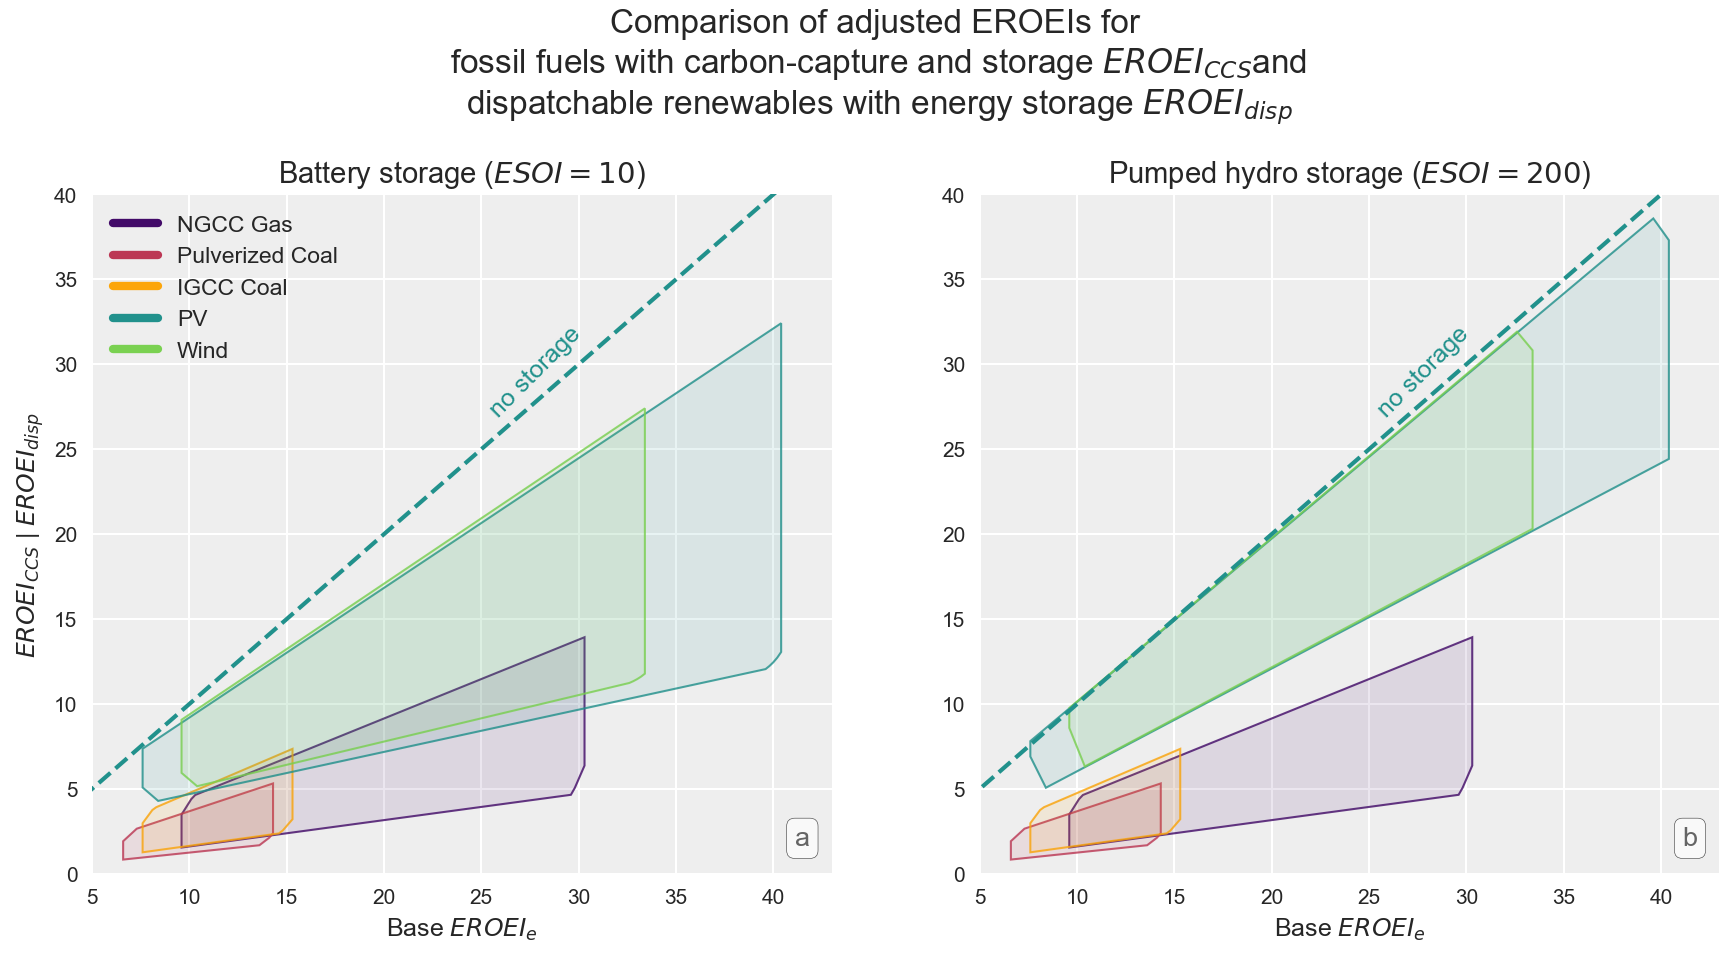 Comparison of adjusted EROEIs for
fossil fuels with carbon-capture and storage EROEI_CCSand
dispatchable renewables with energy storage EROEI_disp
Battery storage (ESOI = 10)
40
35
30
25
20
15
10
5
0
EROEI_CCS | EROEI_disp
NGCC Gas
Pulverized Coal
IGCC Coal
PV
Wind
no storage
a
5 10 15 20 25 30 35 40
Base EROEI_e
Pumped hydro storage (ESOI = 200)
40
35
30
25
20
15
10
5
0
no storage
b
5 10 15 20 25 30 35 40
Base EROEI_e